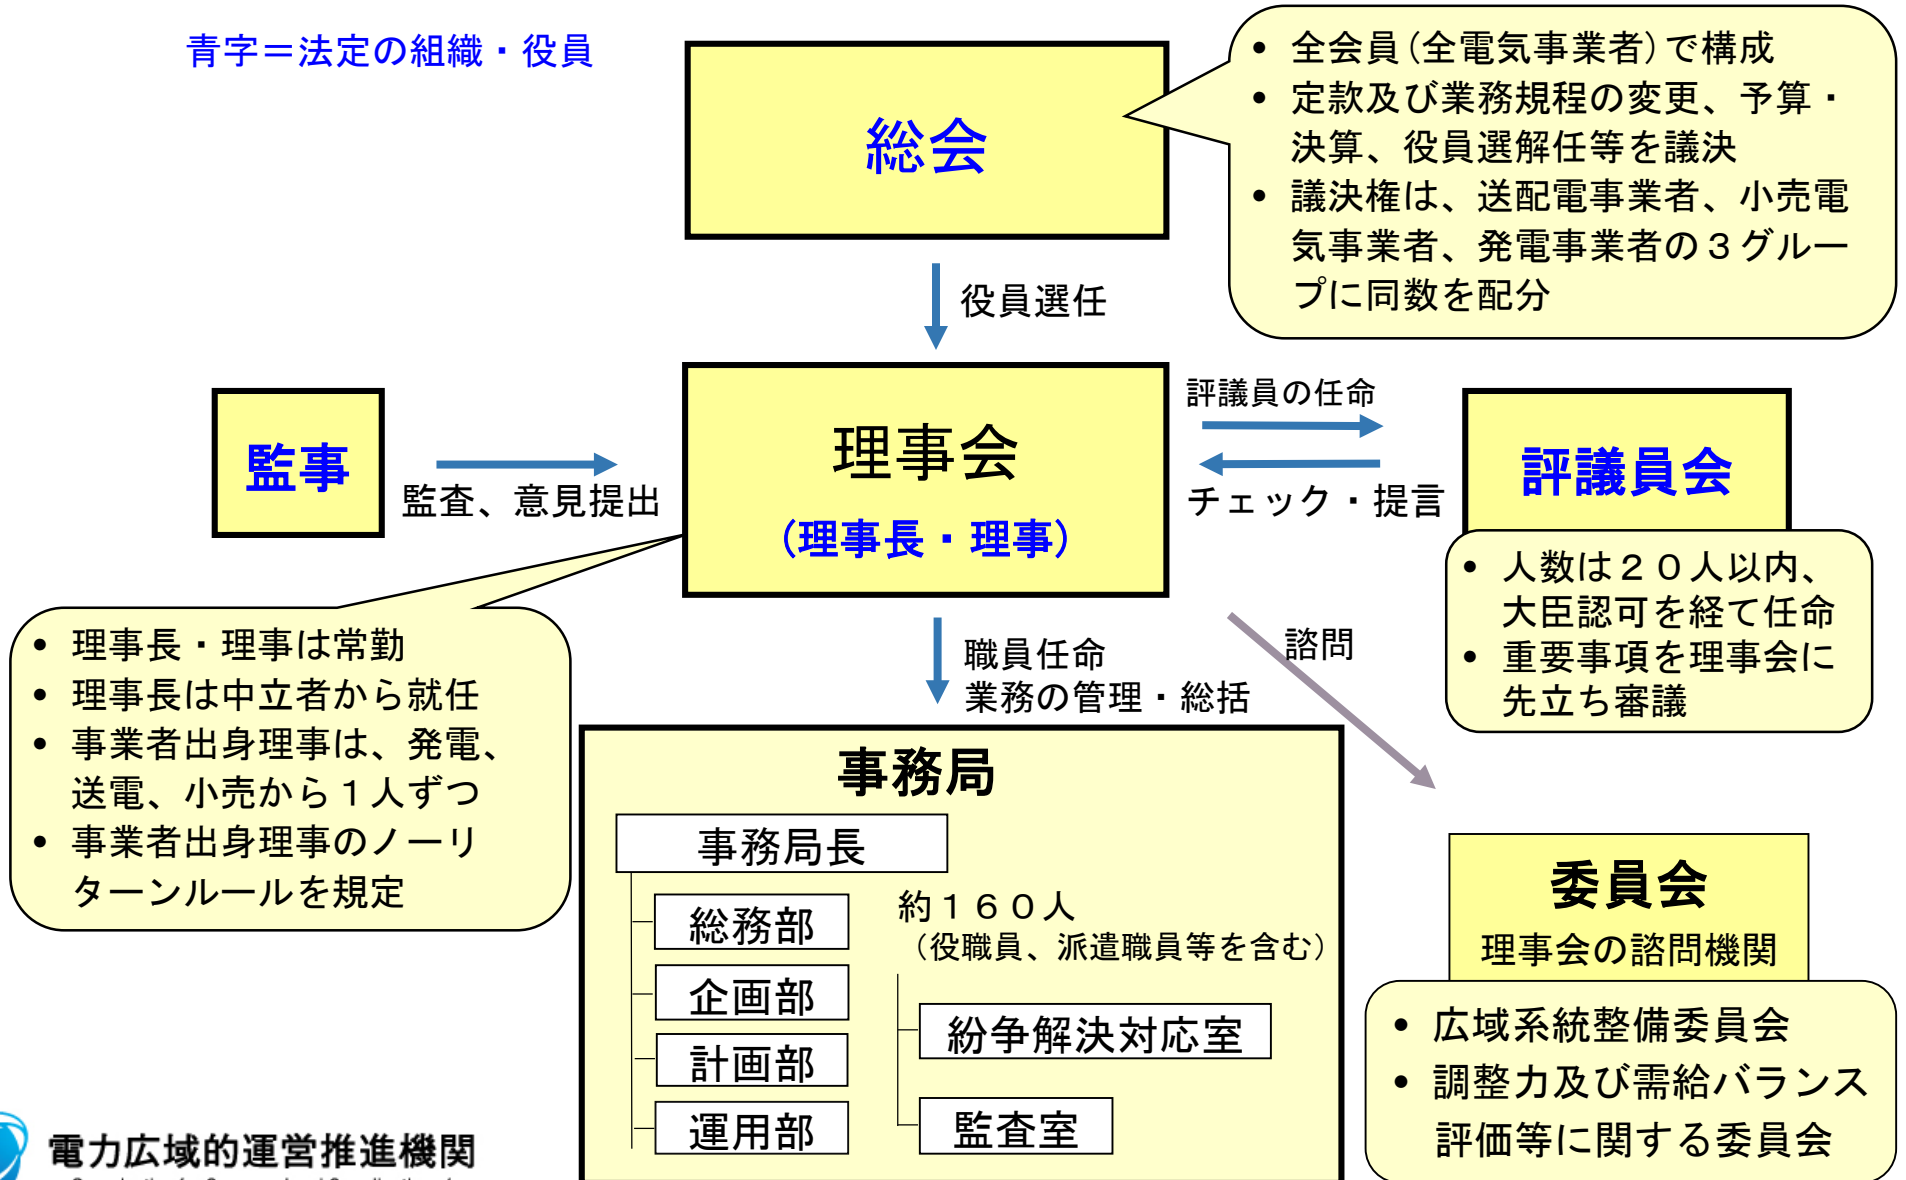 青字＝法定の組織・役員
総会
• 全会員(全電気事業者)で構成
• 定款及び業務規程の変更、予算・
決算、役員選解任等を議決
• 議決権は、送配電事業者、小売電
気事業者、発電事業者の３グルー
プに同数を配分
役員選任
監事
監査、意見提出
理事会
(理事長・理事)
評議員の任命
チェック・提言
評議員会
• 人数は２０人以内、
大臣認可を経て任命
• 重要事項を理事会に
先立ち審議
• 理事長・理事は常勤
• 理事長は中立者から就任
• 事業者出身理事は、発電、
送電、小売から１人ずつ
• 事業者出身理事のノーリ
ターンルールを規定
職員任命
業務の管理・総括
諮問
事務局
事務局長
総務部
企画部
計画部
運用部
約１６０人
（役職員、派遣職員等を含む）
紛争解決対応室
監査室
委員会
理事会の諮問機関
• 広域系統整備委員会
• 調整力及び需給バランス
評価等に関する委員会
電力広域的運営推進機関